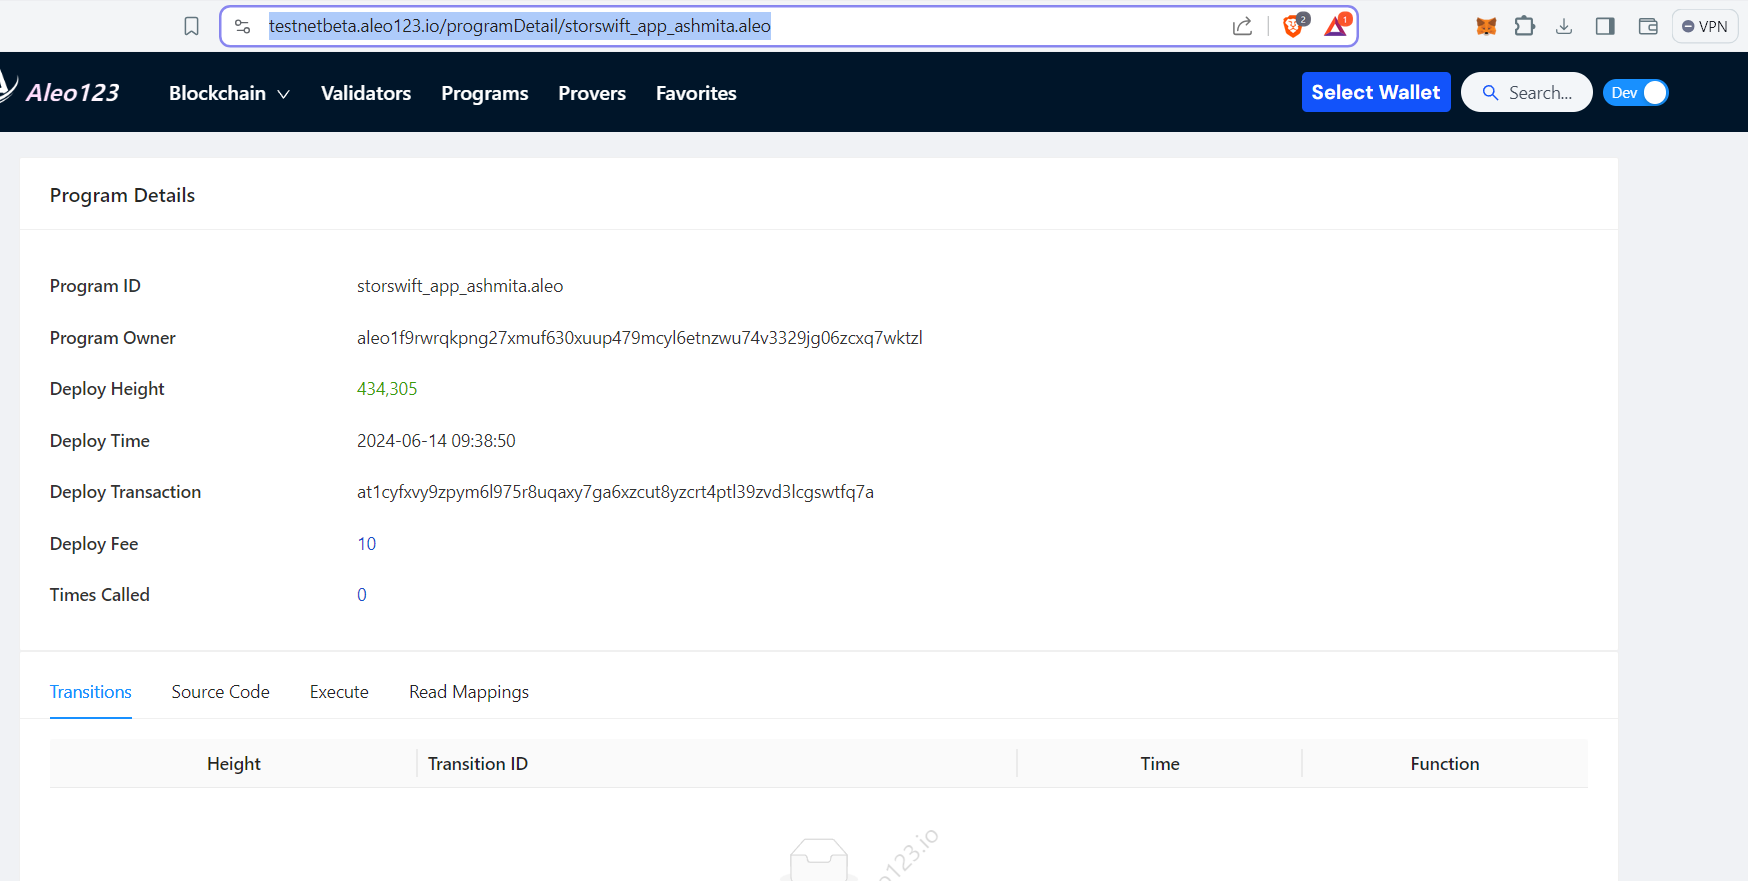 testnetbeta.aleo123.io/programDetail/storswift_app_ashmita.aleo
2
1
VPN
Aleo123
Blockchain
Validators
Programs
Provers
Favorites
Select Wallet
Search...
Dev
Program Details
Program ID storswift_app_ashmita.aleo
Program Owner aleo1f9rwrqkpng27xmuf630xuup479mcyl6etnzwu74v3329jg06zcxq7wktzl
Deploy Height 434,305
Deploy Time 2024-06-14 09:38:50
Deploy Transaction at1cyfxvy9zpym6l975r8uqaxy7ga6xzcut8yzcrt4ptl39zvd3lcgswtfq7a
Deploy Fee 10
Times Called 0
Transitions Source Code Execute Read Mappings
Height Transition ID Time Function
o123.io